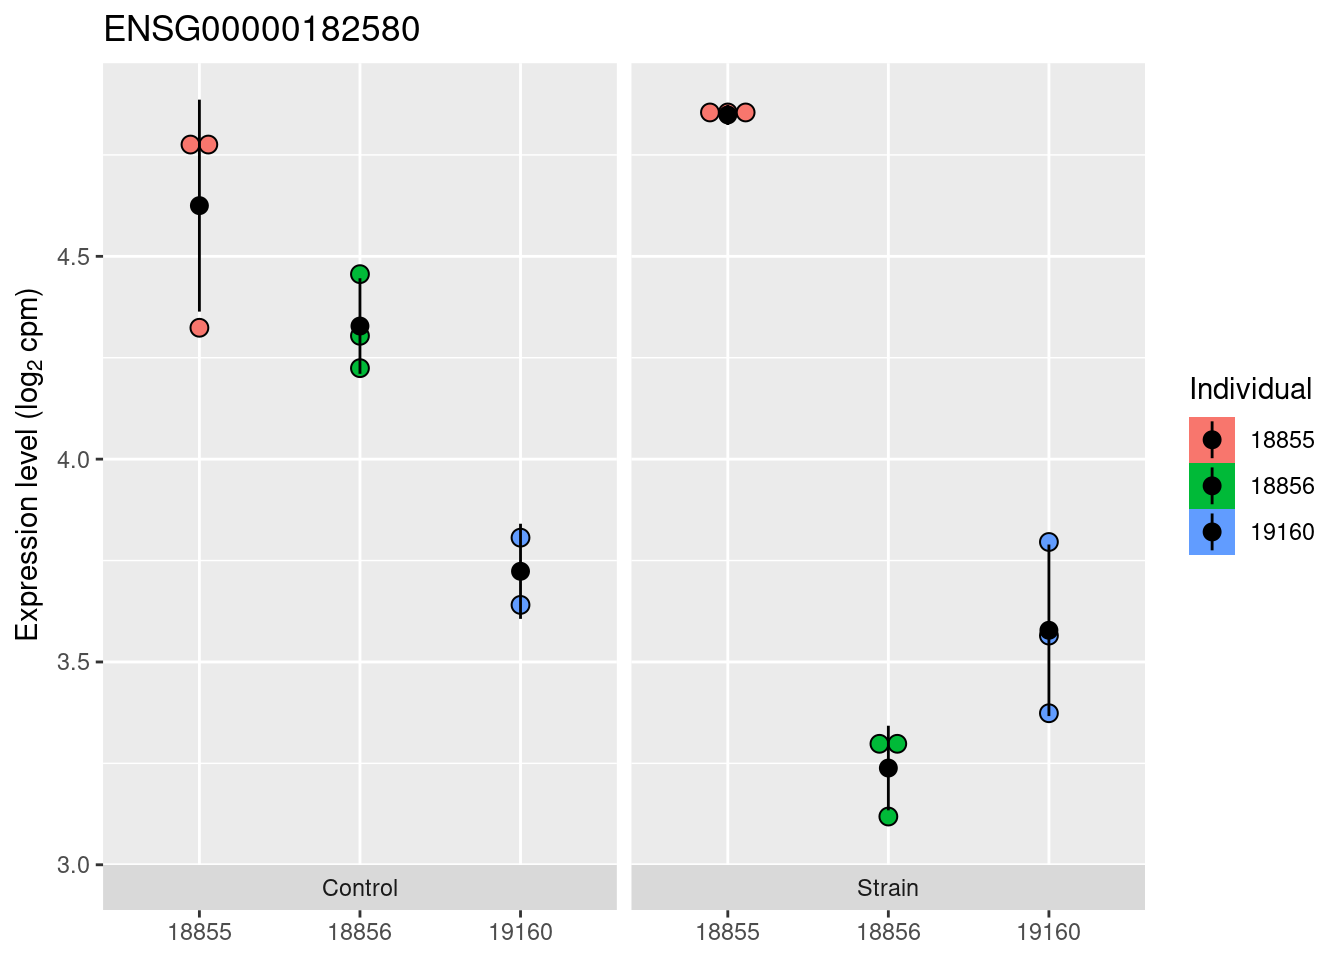 ENSG00000182580
Expression level (log₂ cpm)
4.5
4.0
3.5
3.0
Control
Strain
18855 18856 19160
18855 18856 19160
Individual
18855
18856
19160